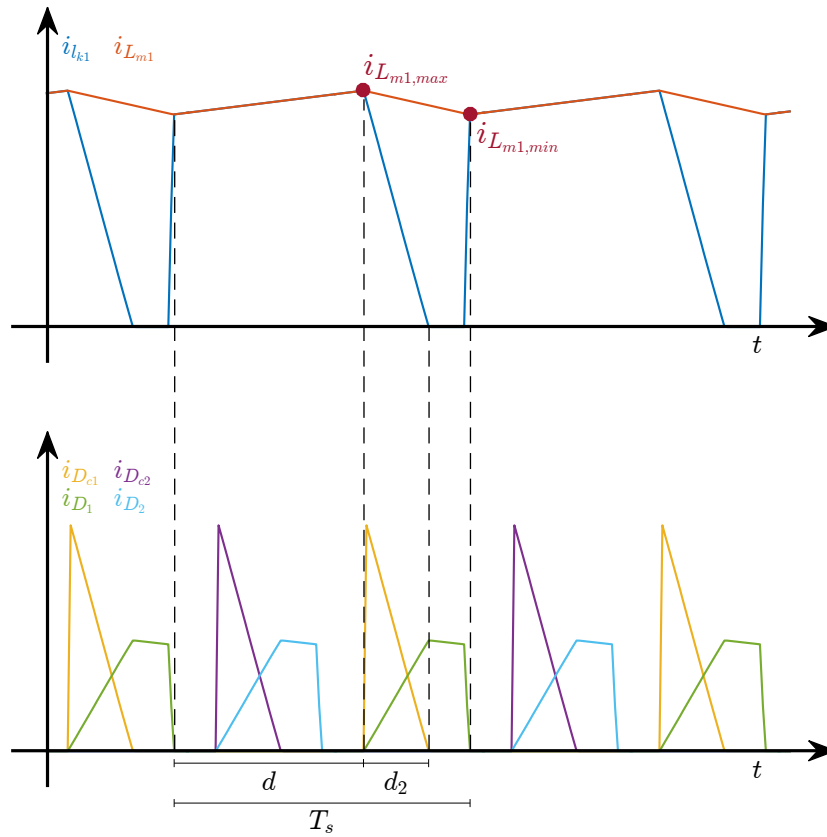 i_{l_{k1}} i_{L_{m1}}
i_{L_{m1,max}}
i_{L_{m1,min}}
t
i_{D_{c1}} i_{D_{c2}}
i_{D_1} i_{D_2}
d d_2 t
T_s